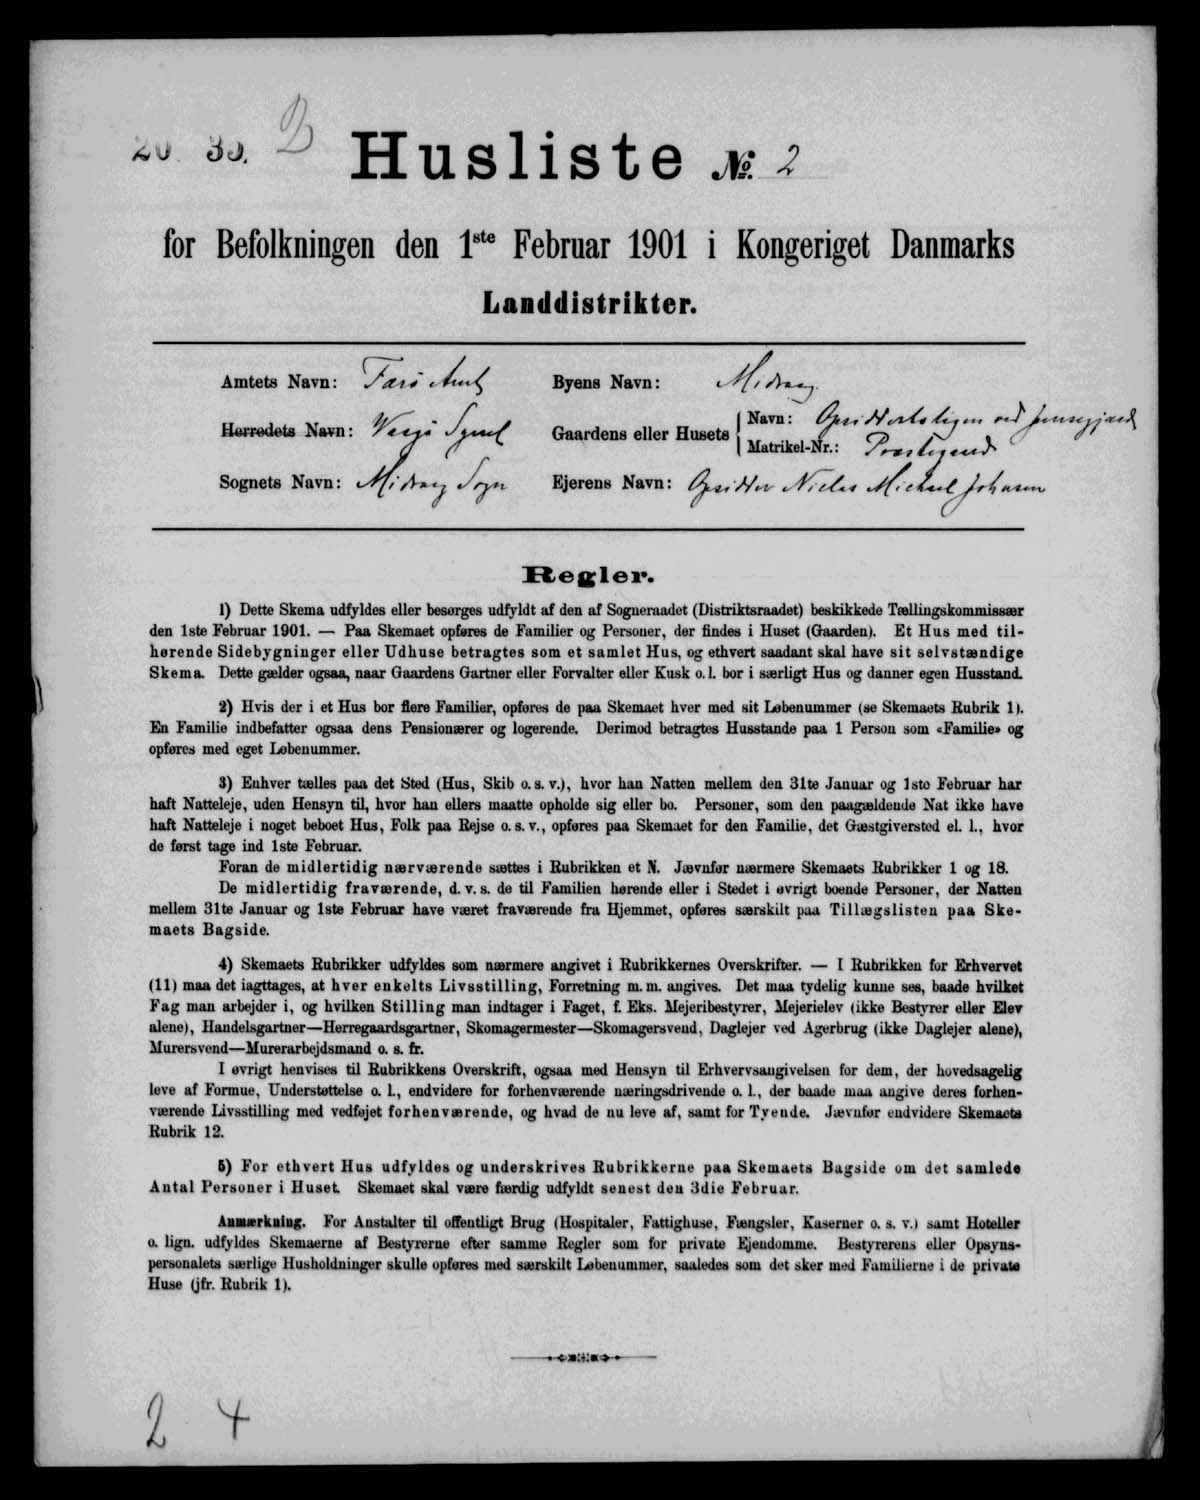 20 35. B Husliste No. 2
for Befolkningen den 1ste Februar 1901 i Kongeriget Danmarks
Landdistrikter.
Amtets Navn: Færø Amt Byens Navn: Midvaag
Herredets Navn: Vaagø Syssel Gaardens eller Husets Navn: ved Jensegjærde
Matrikel-Nr.: Præstegaard
Sognets Navn: Midvaag Sogn Ejerens Navn: Opsidder Niclas Michael Johansen
Regler.
1) Dette Skema udfyldes eller besørges udfyldt af den af Sogneraadet (Distriktsraadet) beskikkede Tællingskommissær
den 1ste Februar 1901. — Paa Skemaet opføres de Familier og Personer, der findes i Huset (Gaarden). Et Hus med til-
hørende Sidebygninger eller Udhuse betragtes som et samlet Hus, og ethvert saadant skal have sit selvstændige
Skema. Dette gælder ogsaa, naar Gaardens Gartner eller Forvalter eller Kusk o. l. bor i særligt Hus og danner egen Husstand.
2) Hvis der i et Hus bor flere Familier, opføres de paa Skemaet hver med sit Løbenummer (se Skemaets Rubrik 1).
En Familie indbefatter ogsaa dens Pensionærer og logerende. Derimod betragtes Husstande paa 1 Person som «Familie» og
opføres med eget Løbenummer.
3) Enhver tælles paa det Sted (Hus, Skib o. s. v.), hvor han Natten mellem den 31te Januar og 1ste Februar har
haft Natteleje, uden Hensyn til, hvor han ellers maatte opholde sig eller bo. Personer, som den paagældende Nat ikke have
haft Natteleje i noget beboet Hus, Folk paa Rejse o. s. v., opføres paa Skemaet for den Familie, det Gæstgiversted el. l., hvor
de først tage ind 1ste Februar.
Foran de midlertidig nærværende sættes i Rubrikken et N. Jævnfør nærmere Skemaets Rubrikker 1 og 18.
De midlertidig fraværende, d. v. s. de til Familien hørende eller i Stedet i øvrigt boende Personer, der Natten
mellem 31te Januar og 1ste Februar have været fraværende fra Hjemmet, opføres særskilt paa Tillægslisten paa Ske-
maets Bagside.
4) Skemaets Rubrikker udfyldes som nærmere angivet i Rubrikkernes Overskrifter. — I Rubrikken for Erhvervet
(11) maa det iagttages, at hver enkelts Livsstilling, Forretning m. m. angives. Det maa tydelig kunne ses, baade hvilket
Fag man arbejder i, og hvilken Stilling man indtager i Faget, f. Eks. Mejeribestyrer, Mejerielev (ikke Bestyrer eller Elev
alene), Handelsgartner—Herregaardsgartner, Skomagermester—Skomagersvend, Daglejer ved Agerbrug (ikke Daglejer alene),
Murersvend—Murerarbejdsmand o. s. fr.
I øvrigt henvises til Rubrikkens Overskrift, ogsaa med Hensyn til Erhvervsangivelsen for dem, der hovedsagelig
leve af Formue, Understøttelse o. l., endvidere for forhenværende næringsdrivende o. l., der baade maa angive deres forhen-
værende Livsstilling med vedføjet forhenværende, og hvad de nu leve af, samt for Tyende. Jævnfør endvidere Skemaets
Rubrik 12.
5) For ethvert Hus udfyldes og underskrives Rubrikkerne paa Skemaets Bagside om det samlede
Antal Personer i Huset. Skemaet skal være færdig udfyldt senest den 3die Februar.
Anmærkning. For Anstalter til offentligt Brug (Hospitaler, Fattighuse, Fængsler, Kaserner o. s. v.) samt Hoteller
o. lign. udfyldes Skemaerne af Bestyrerne efter samme Regler som for private Ejendomme. Bestyrerens eller Opsyns-
personalets særlige Husholdninger skulle opføres med særskilt Løbenummer, saaledes som det sker med Familierne i de private
Huse (jfr. Rubrik 1).
2 4